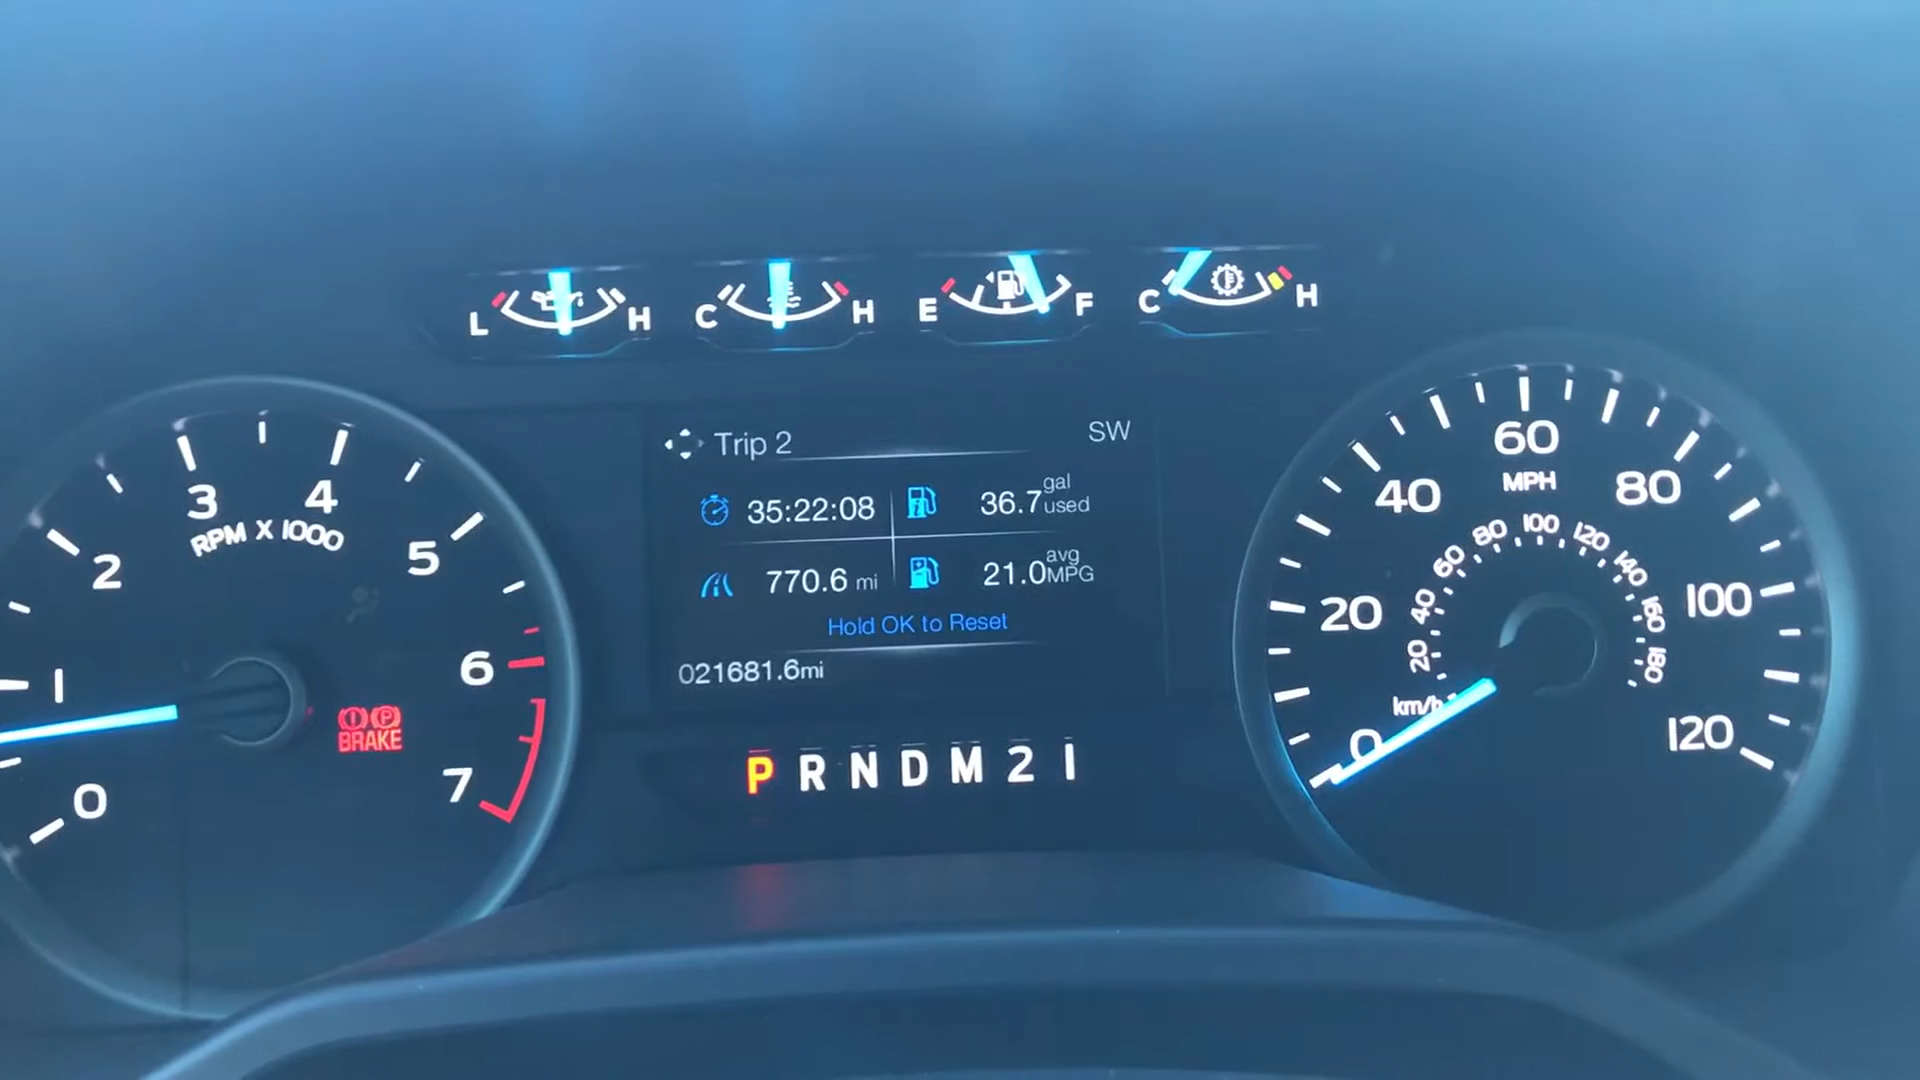 L H C H E F C H
Trip 2 SW
35:22:08 36.7 gal used
770.6 mi 21.0 avg MPG
Hold OK to Reset
021681.6mi
P R N D M 2 1
0 1 2 3 4 5 6 7
RPM X 1000
BRAKE
0 20 40 60 80 100 120
MPH
20 40 60 80 100 120 140 160 180
km/h